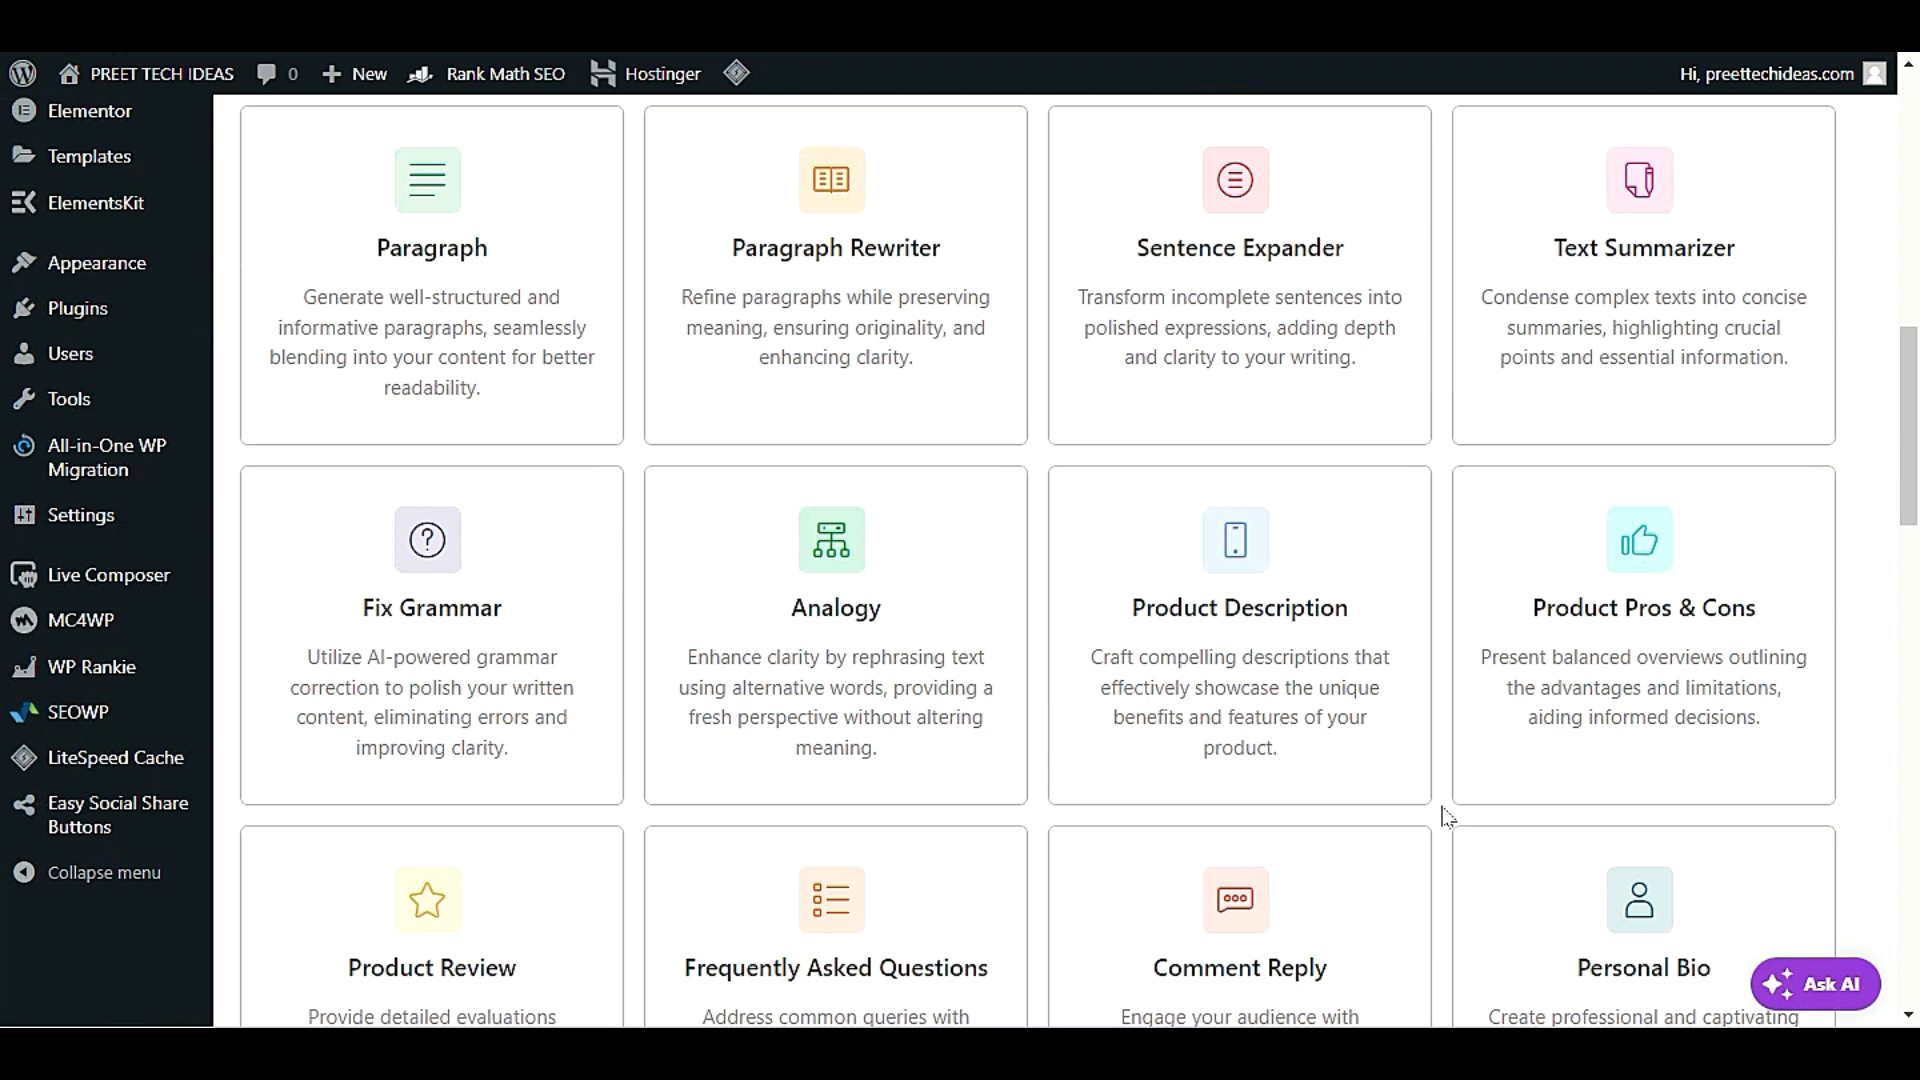 PREET TECH IDEAS 0 New Rank Math SEO Hostinger Hi, preettechideas.com
Elementor
Templates
ElementsKit
Appearance
Plugins
Users
Tools
All-in-One WP
Migration
Settings
Live Composer
MC4WP
WP Rankie
SEOWP
LiteSpeed Cache
Easy Social Share
Buttons
Collapse menu
Paragraph
Generate well-structured and
informative paragraphs, seamlessly
blending into your content for better
readability.
Paragraph Rewriter
Refine paragraphs while preserving
meaning, ensuring originality, and
enhancing clarity.
Sentence Expander
Transform incomplete sentences into
polished expressions, adding depth
and clarity to your writing.
Text Summarizer
Condense complex texts into concise
summaries, highlighting crucial
points and essential information.
Fix Grammar
Utilize AI-powered grammar
correction to polish your written
content, eliminating errors and
improving clarity.
Analogy
Enhance clarity by rephrasing text
using alternative words, providing a
fresh perspective without altering
meaning.
Product Description
Craft compelling descriptions that
effectively showcase the unique
benefits and features of your
product.
Product Pros & Cons
Present balanced overviews outlining
the advantages and limitations,
aiding informed decisions.
Product Review
Provide detailed evaluations
Frequently Asked Questions
Address common queries with
Comment Reply
Engage your audience with
Personal Bio
Create professional and captivating
Ask AI